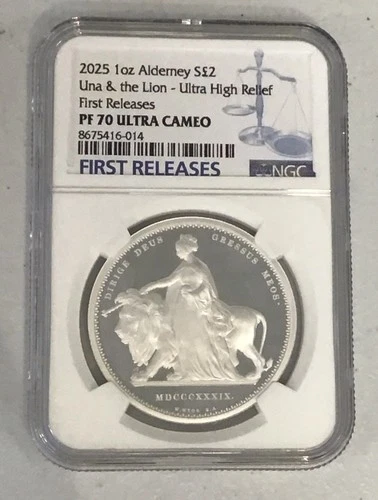 2025 1oz Alderney S£2
Una & the Lion - Ultra High Relief
First Releases
PF 70 ULTRA CAMEO
8675416-014
FIRST RELEASES
NGC
DIRIGE DEUS GRESSUS MEOS.
MDCCCXXXIX.
W. WYON. R.A.